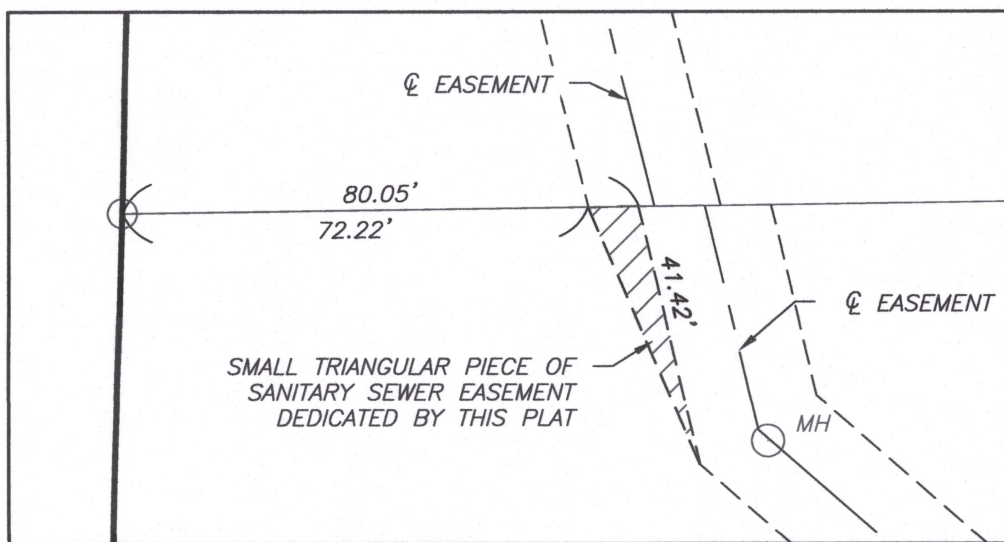 ℄ EASEMENT
80.05'
72.22'
41.42'
℄ EASEMENT
SMALL TRIANGULAR PIECE OF
SANITARY SEWER EASEMENT
DEDICATED BY THIS PLAT
MH